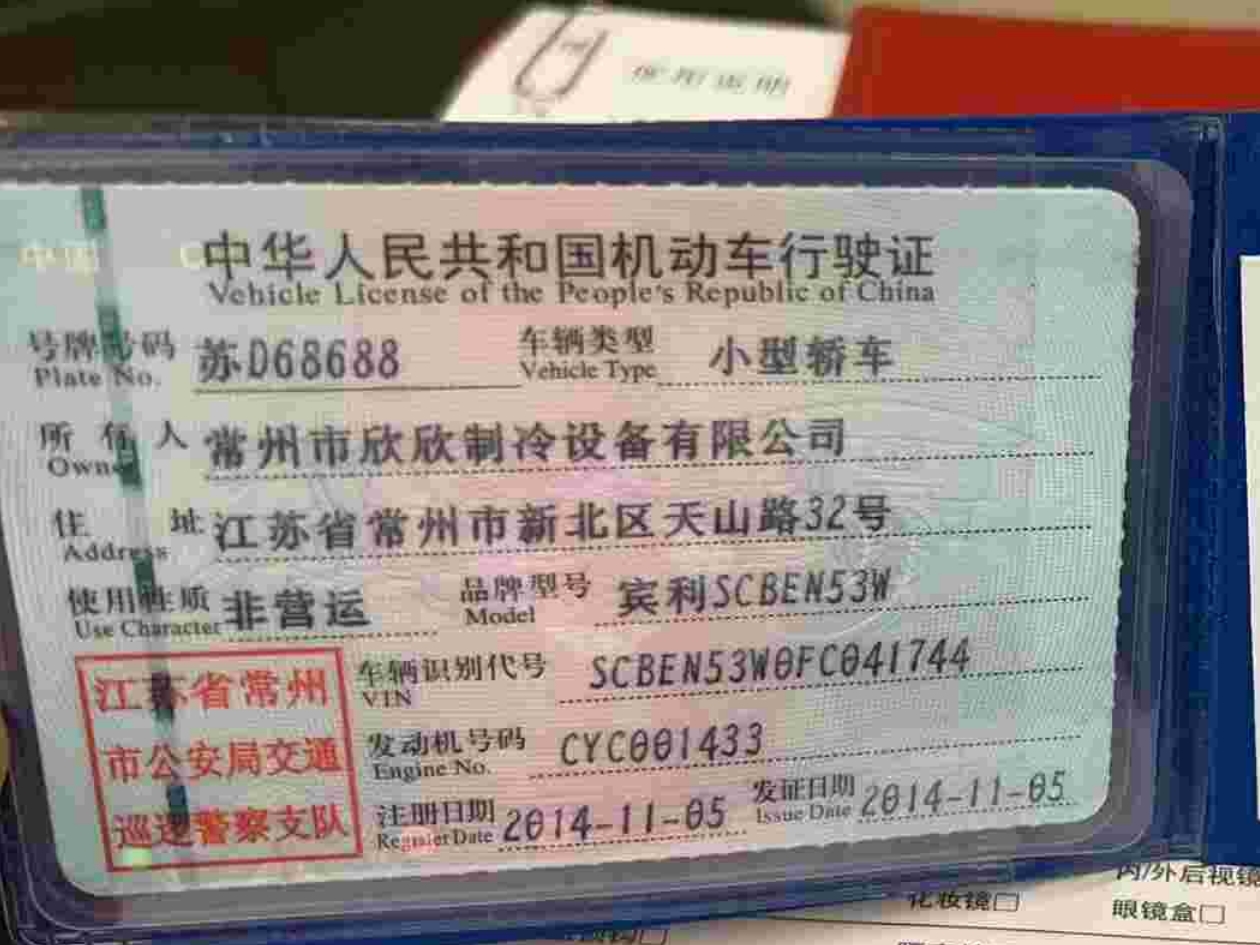 使用说明
中国
中华人民共和国机动车行驶证
Vehicle License of the People's Republic of China
号牌号码 苏D68688 车辆类型 小型轿车
Plate No. Vehicle Type
所有人 常州市欣欣制冷设备有限公司
Owner
住址 江苏省常州市新北区天山路32号
Address
使用性质 非营运 品牌型号 宾利SCBEN53W
Use Character Model
江苏省常州 车辆识别代号 SCBEN53W0FC041744
VIN
市公安局交通 发动机号码 CYC001433
Engine No.
巡逻警察支队 注册日期 2014-11-05 发证日期 2014-11-05
Register Date Issue Date
内/外后视镜
化妆镜□ 眼镜盒□